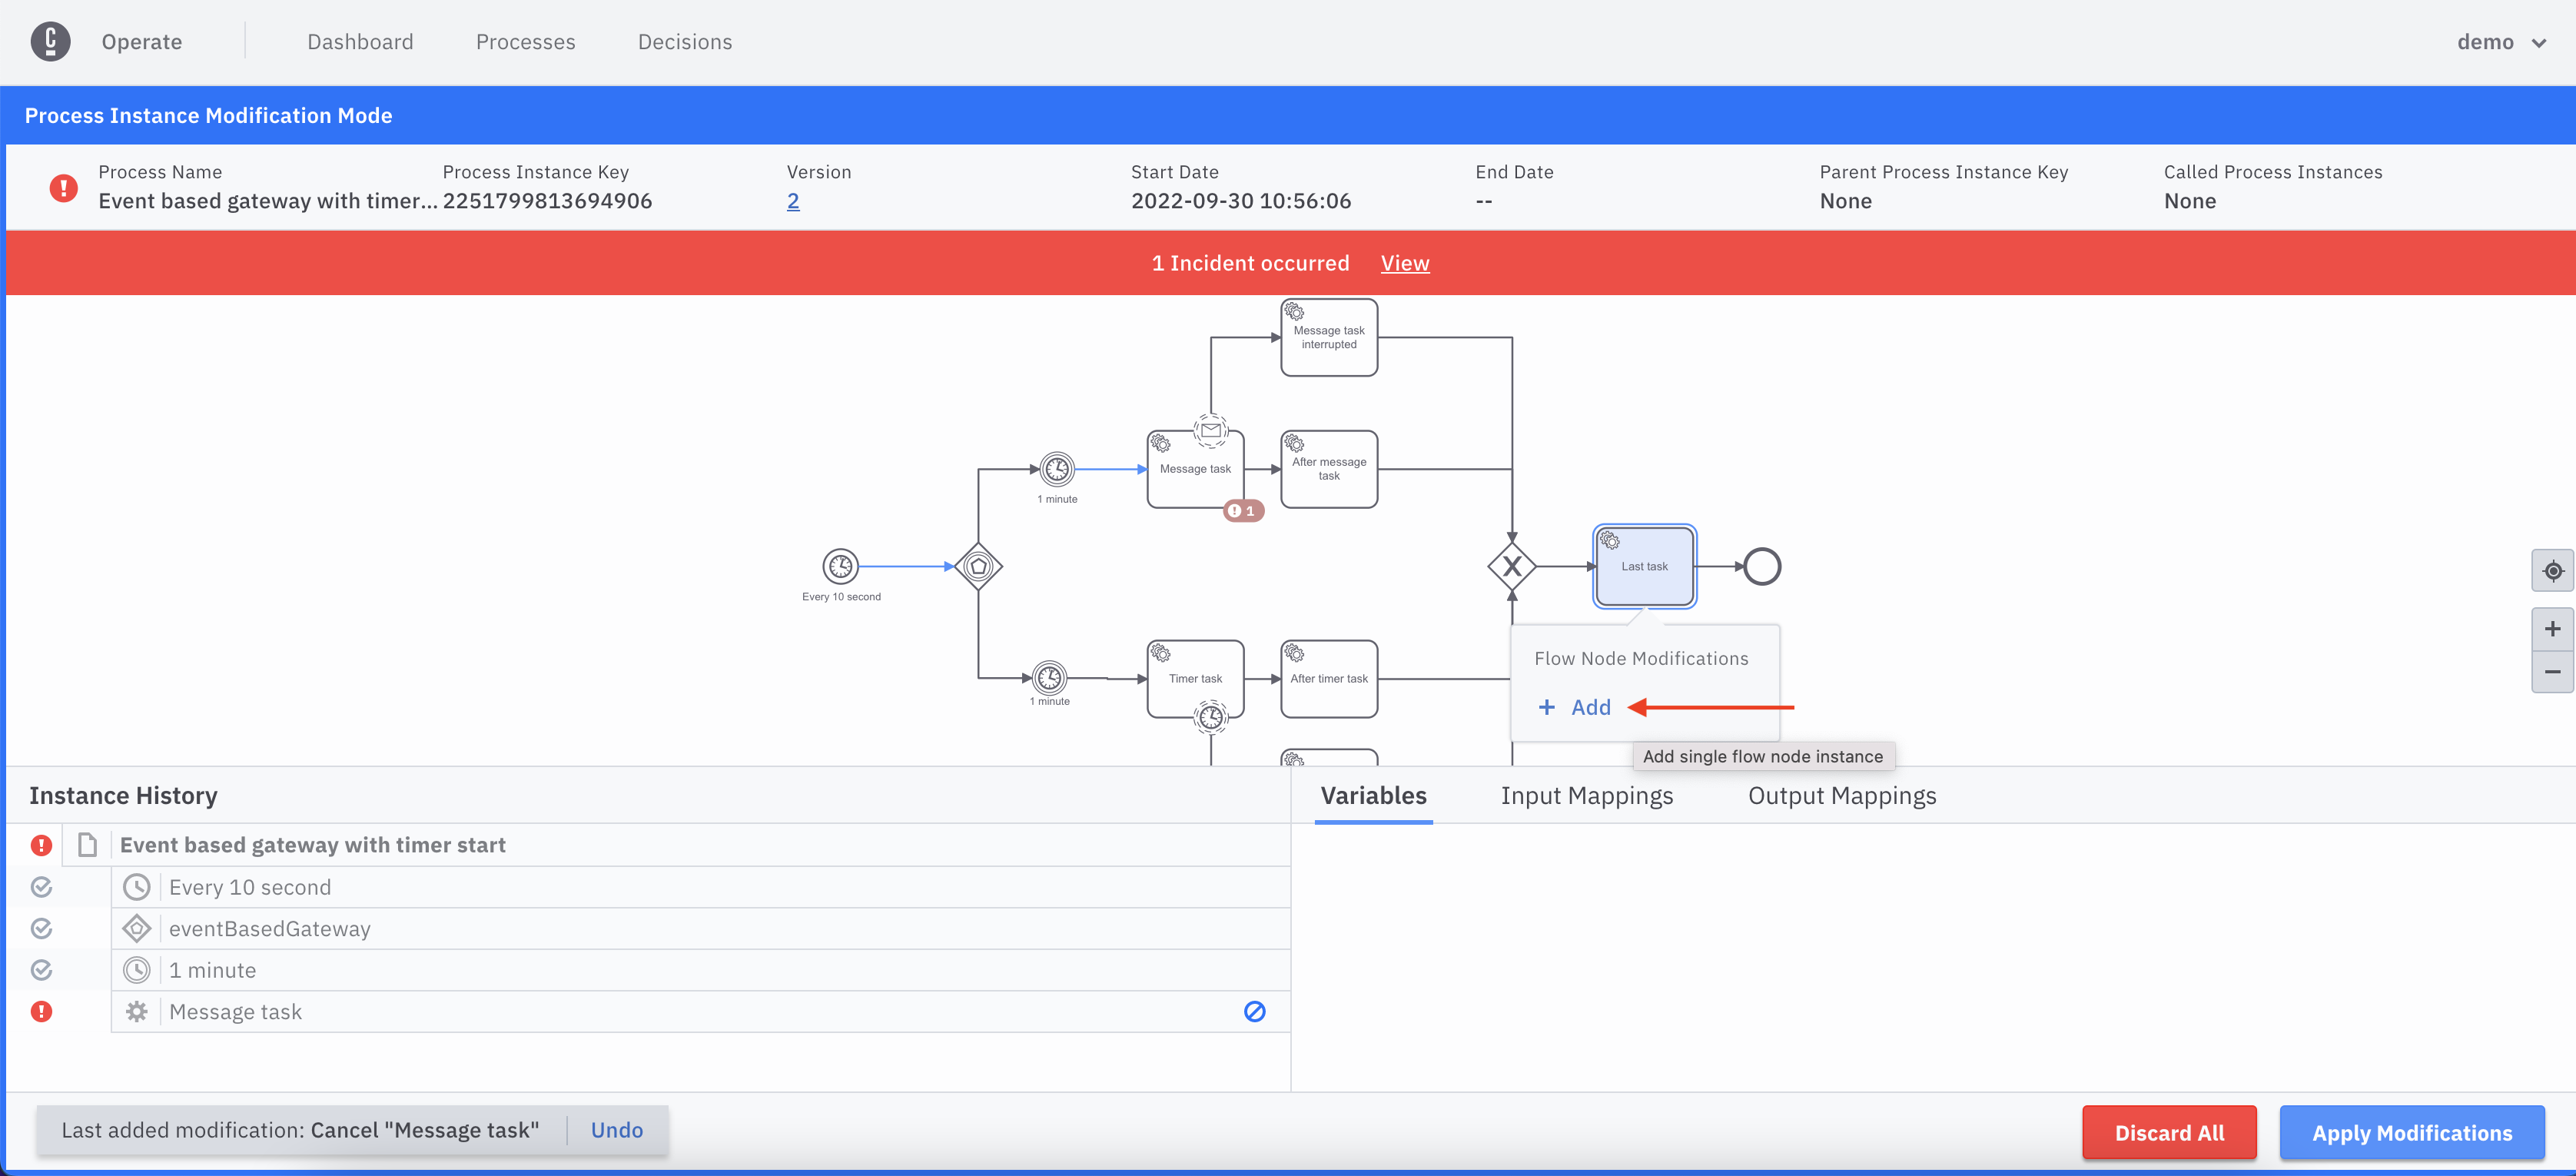 Operate
Dashboard
Processes
Decisions
demo
Process Instance Modification Mode
Process Name
Process Instance Key
Version
Start Date
End Date
Parent Process Instance Key
Called Process Instances
Event based gateway with timer...
2251799813694906
2
2022-09-30 10:56:06
--
None
None
1 Incident occurred
View
Message task
interrupted
Message task
After message
task
1 minute
1
Last task
Every 10 second
Timer task
After timer task
1 minute
Flow Node Modifications
+ Add
Add single flow node instance
+
−
Instance History
Variables
Input Mappings
Output Mappings
Event based gateway with timer start
Every 10 second
eventBasedGateway
1 minute
Message task
Last added modification: Cancel "Message task"
Undo
Discard All
Apply Modifications